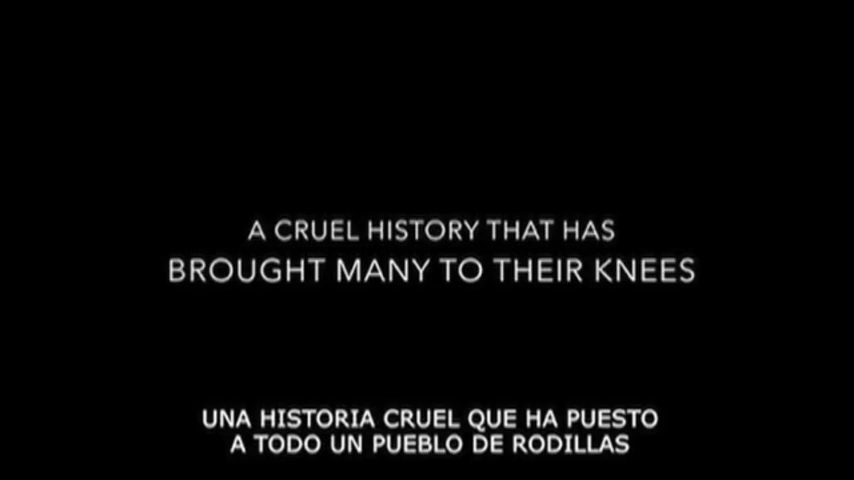 A CRUEL HISTORY THAT HAS
BROUGHT MANY TO THEIR KNEES
UNA HISTORIA CRUEL QUE HA PUESTO
A TODO UN PUEBLO DE RODILLAS